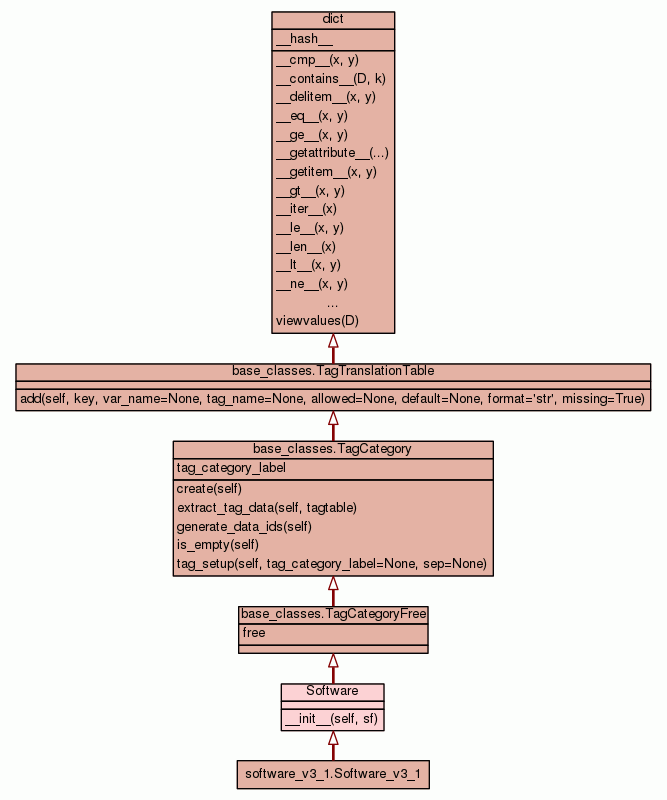 dict
__hash__
__cmp__(x, y)
__contains__(D, k)
__delitem__(x, y)
__eq__(x, y)
__ge__(x, y)
__getattribute__(...)
__getitem__(x, y)
__gt__(x, y)
__iter__(x)
__le__(x, y)
__len__(x)
__lt__(x, y)
__ne__(x, y)
...
viewvalues(D)
base_classes.TagTranslationTable
add(self, key, var_name=None, tag_name=None, allowed=None, default=None, format='str', missing=True)
base_classes.TagCategory
tag_category_label
create(self)
extract_tag_data(self, tagtable)
generate_data_ids(self)
is_empty(self)
tag_setup(self, tag_category_label=None, sep=None)
base_classes.TagCategoryFree
free
Software
__init__(self, sf)
software_v3_1.Software_v3_1